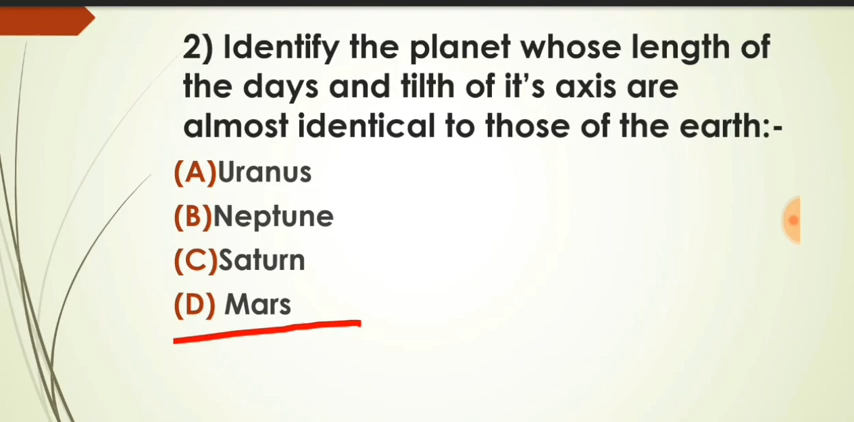 2) Identify the planet whose length of
the days and tilth of it's axis are
almost identical to those of the earth:-
(A)Uranus
(B)Neptune
(C)Saturn
(D) Mars